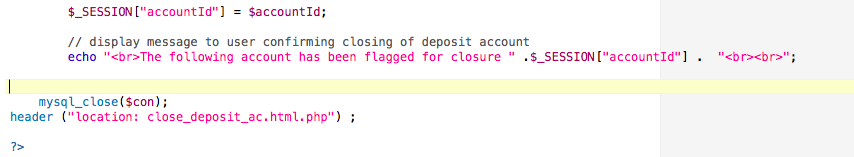 $_SESSION["accountId"] = $accountId;
// display message to user confirming closing of deposit account
echo "<br>The following account has been flagged for closure " .$_SESSION["accountId"] .  "<br><br>";
mysql_close($con);
header ("location: close_deposit_ac.html.php") ;
?>